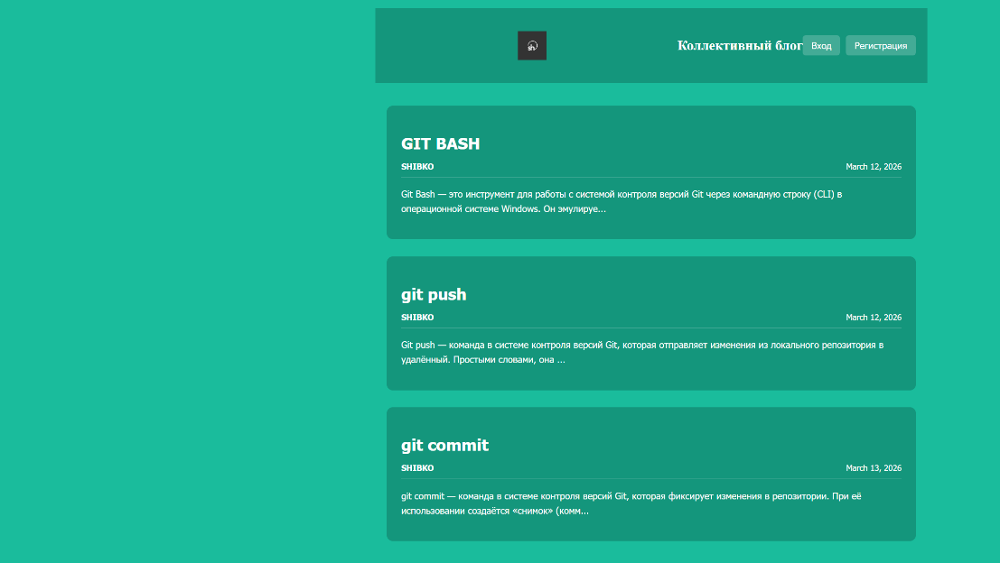 sh
Коллективный блог
Вход
Регистрация
GIT BASH
SHIBKO
March 12, 2026
Git Bash — это инструмент для работы с системой контроля версий Git через командную строку (CLI) в
операционной системе Windows. Он эмулируе...
git push
SHIBKO
March 12, 2026
Git push — команда в системе контроля версий Git, которая отправляет изменения из локального репозитория в
удалённый. Простыми словами, она ...
git commit
SHIBKO
March 13, 2026
git commit — команда в системе контроля версий Git, которая фиксирует изменения в репозитории. При её
использовании создаётся «снимок» (комм...